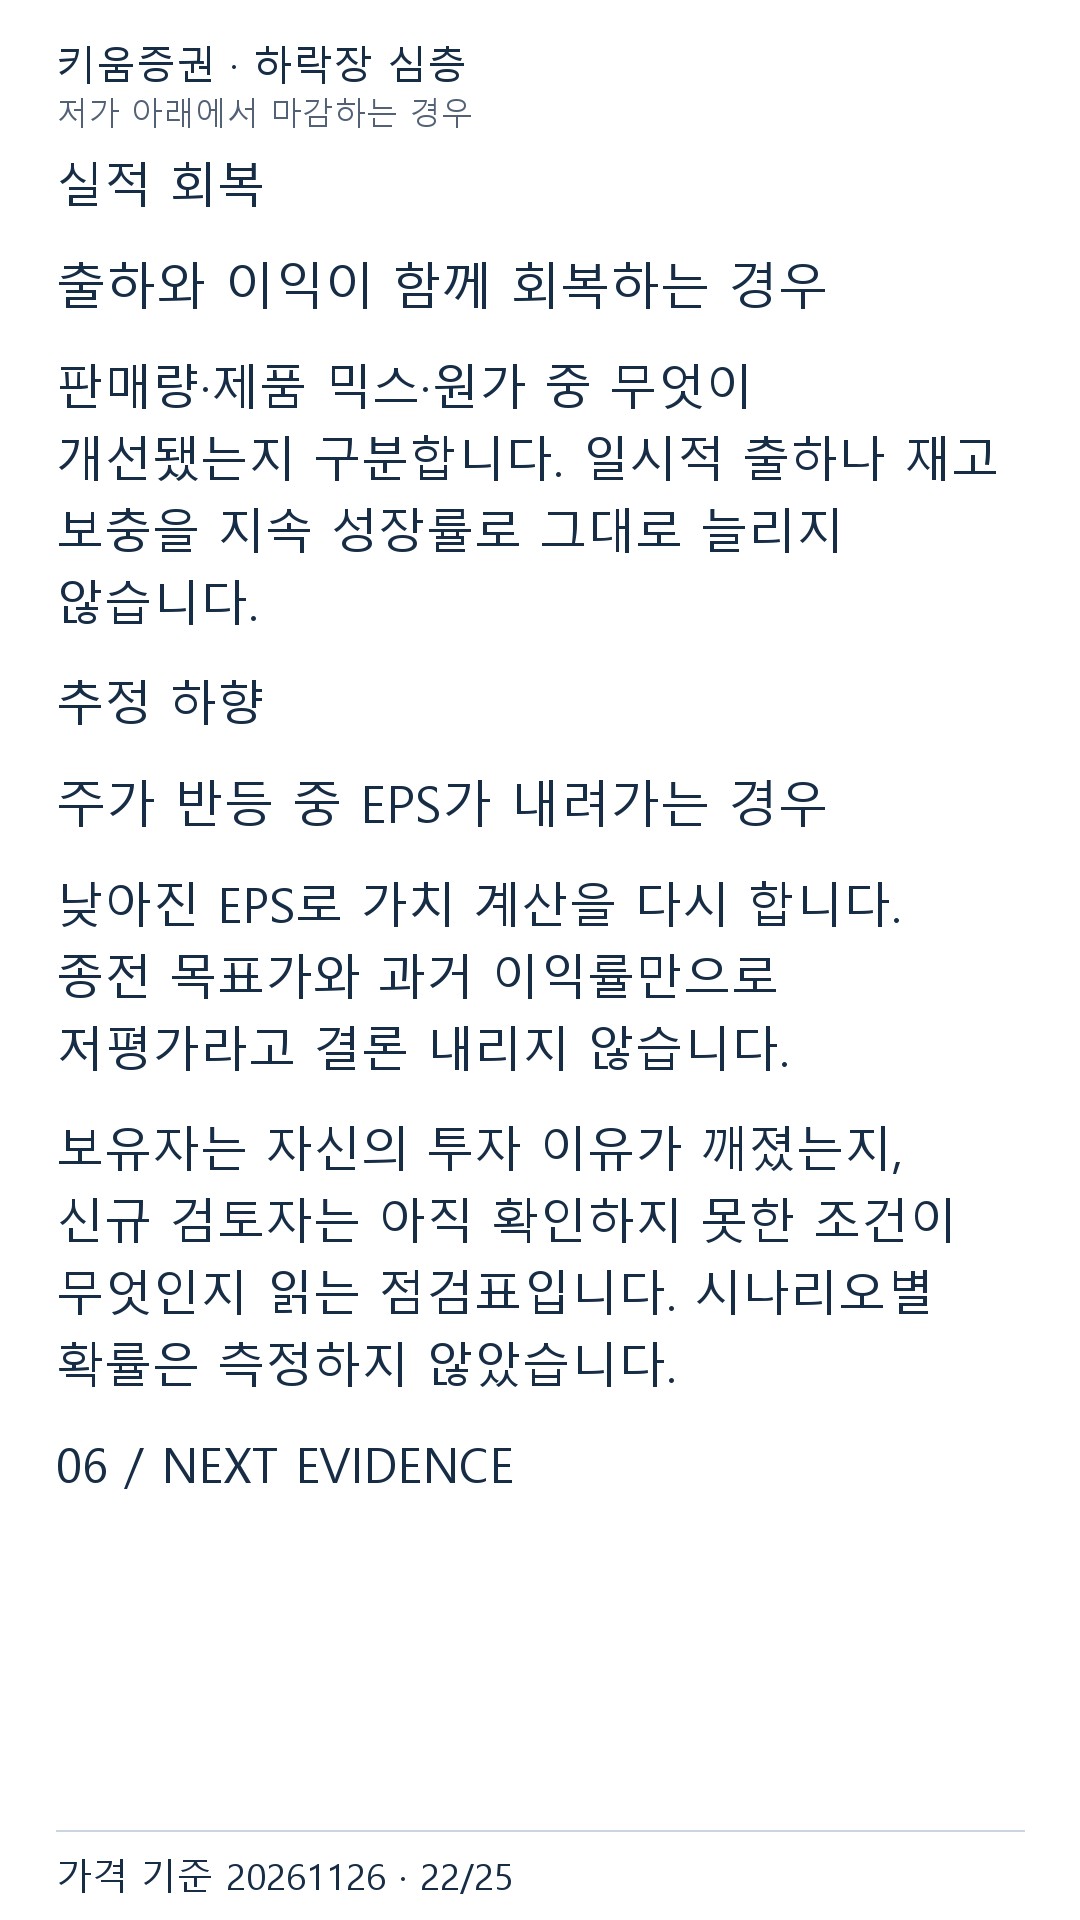 키움증권 · 하락장 심층
저가 아래에서 마감하는 경우
실적 회복
출하와 이익이 함께 회복하는 경우
판매량·제품 믹스·원가 중 무엇이
개선됐는지 구분합니다. 일시적 출하나 재고
보충을 지속 성장률로 그대로 늘리지
않습니다.
추정 하향
주가 반등 중 EPS가 내려가는 경우
낮아진 EPS로 가치 계산을 다시 합니다.
종전 목표가와 과거 이익률만으로
저평가라고 결론 내리지 않습니다.
보유자는 자신의 투자 이유가 깨졌는지,
신규 검토자는 아직 확인하지 못한 조건이
무엇인지 읽는 점검표입니다. 시나리오별
확률은 측정하지 않았습니다.
06 / NEXT EVIDENCE
가격 기준 20261126 · 22/25